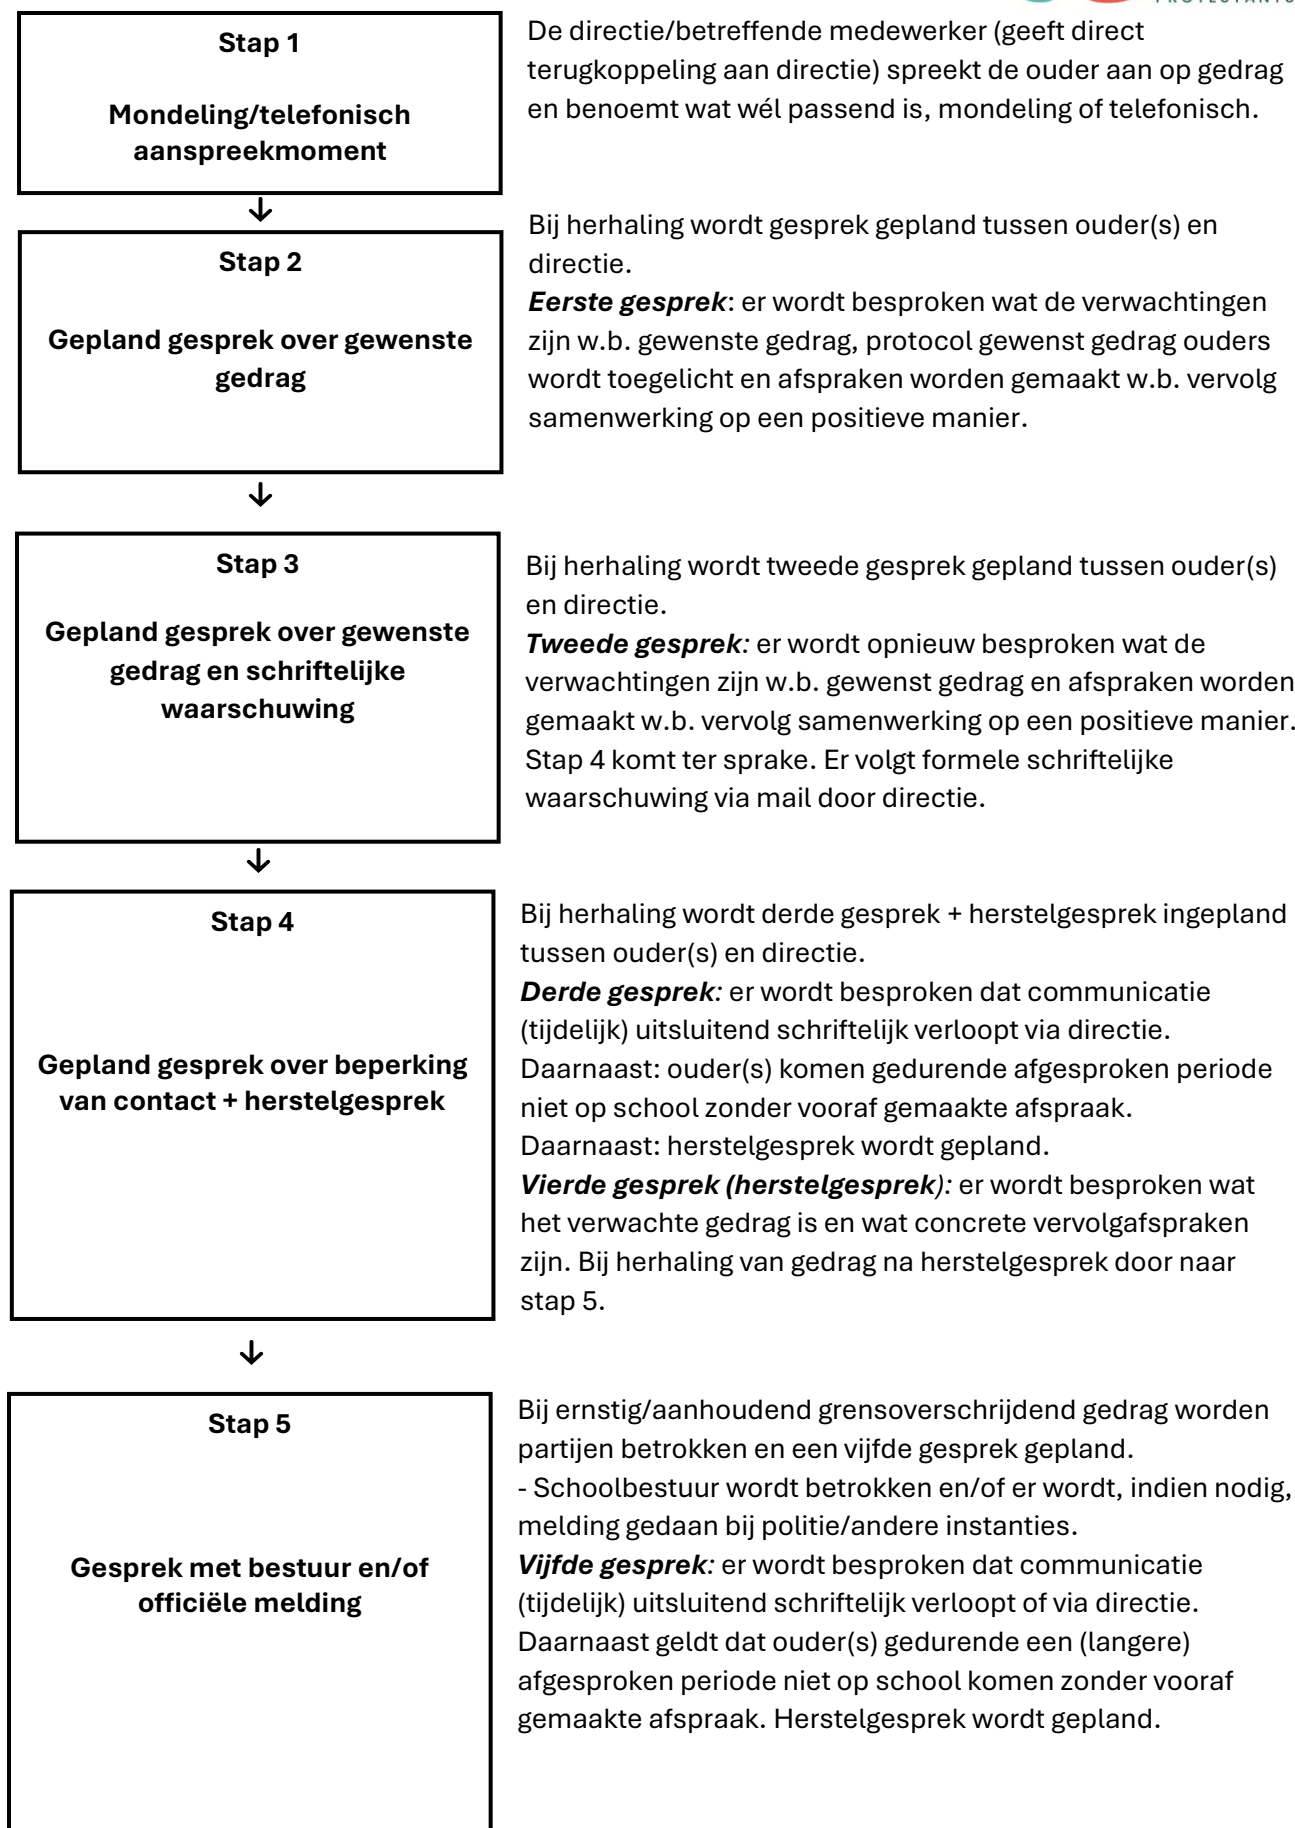 Stap 1
Mondeling/telefonisch
aanspreekmoment
De directie/betreffende medewerker (geeft direct
terugkoppeling aan directie) spreekt de ouder aan op gedrag
en benoemt wat wél passend is, mondeling of telefonisch.
↓
Stap 2
Gepland gesprek over gewenste
gedrag
Bij herhaling wordt gesprek gepland tussen ouder(s) en
directie.
Eerste gesprek: er wordt besproken wat de verwachtingen
zijn w.b. gewenste gedrag, protocol gewenst gedrag ouders
wordt toegelicht en afspraken worden gemaakt w.b. vervolg
samenwerking op een positieve manier.
↓
Stap 3
Gepland gesprek over gewenste
gedrag en schriftelijke
waarschuwing
Bij herhaling wordt tweede gesprek gepland tussen ouder(s)
en directie.
Tweede gesprek: er wordt opnieuw besproken wat de
verwachtingen zijn w.b. gewenst gedrag en afspraken worden
gemaakt w.b. vervolg samenwerking op een positieve manier.
Stap 4 komt ter sprake. Er volgt formele schriftelijke
waarschuwing via mail door directie.
↓
Stap 4
Gepland gesprek over beperking
van contact + herstelgesprek
Bij herhaling wordt derde gesprek + herstelgesprek ingepland
tussen ouder(s) en directie.
Derde gesprek: er wordt besproken dat communicatie
(tijdelijk) uitsluitend schriftelijk verloopt via directie.
Daarnaast: ouder(s) komen gedurende afgesproken periode
niet op school zonder vooraf gemaakte afspraak.
Daarnaast: herstelgesprek wordt gepland.
Vierde gesprek (herstelgesprek): er wordt besproken wat
het verwachte gedrag is en wat concrete vervolgafspraken
zijn. Bij herhaling van gedrag na herstelgesprek door naar
stap 5.
↓
Stap 5
Gesprek met bestuur en/of
officiële melding
Bij ernstig/aanhoudend grensoverschrijdend gedrag worden
partijen betrokken en een vijfde gesprek gepland.
- Schoolbestuur wordt betrokken en/of er wordt, indien nodig,
melding gedaan bij politie/andere instanties.
Vijfde gesprek: er wordt besproken dat communicatie
(tijdelijk) uitsluitend schriftelijk verloopt of via directie.
Daarnaast geldt dat ouder(s) gedurende een (langere)
afgesproken periode niet op school komen zonder vooraf
gemaakte afspraak. Herstelgesprek wordt gepland.